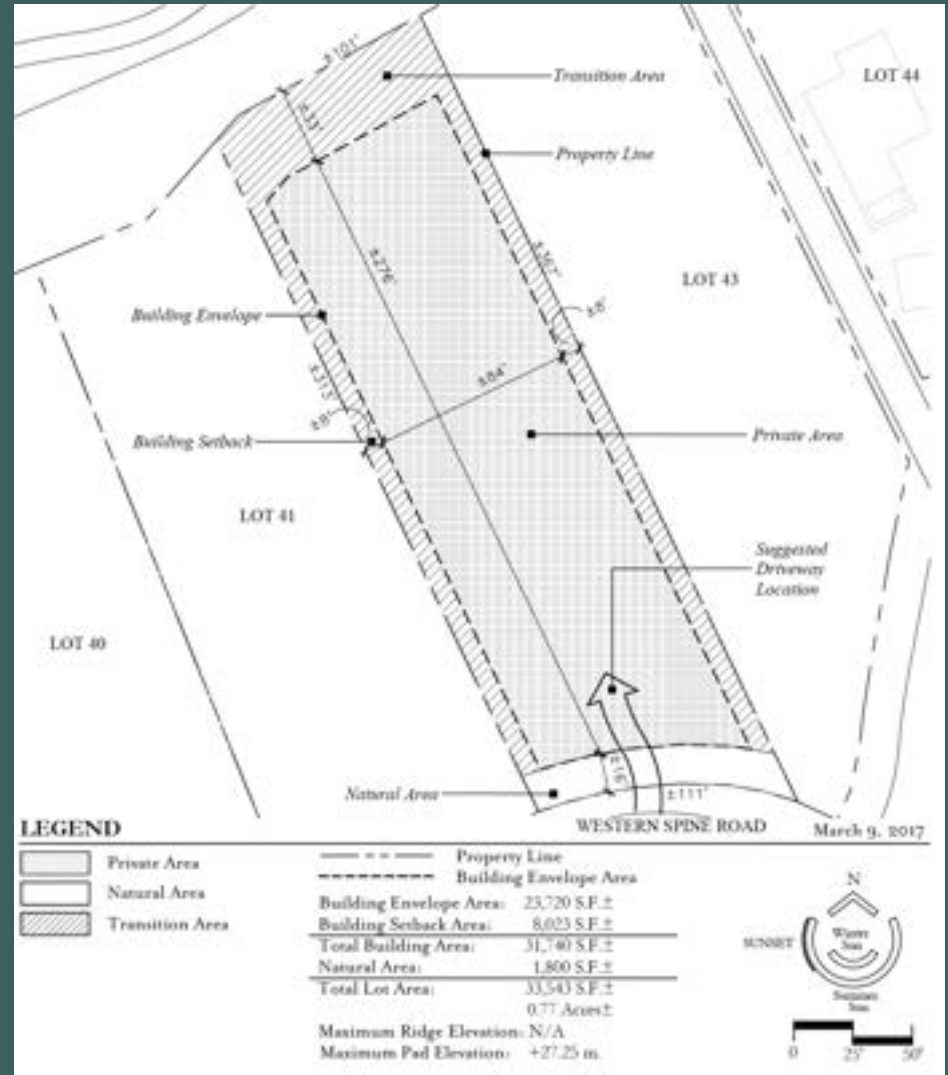 ±101'
Transition Area
LOT 44
±33'
Property Line
±276'
±367'
LOT 43
±8'
Building Envelope
±84'
±313'
±8'
Building Setback
Private Area
LOT 41
Suggested
Driveway
Location
LOT 40
±16'
Natural Area
±111'
WESTERN SPINE ROAD
March 9, 2017
LEGEND
Private Area
Natural Area
Transition Area
Property Line
Building Envelope Area
Building Envelope Area: 23,720 S.F.±
Building Setback Area: 8,023 S.F.±
Total Building Area: 31,740 S.F.±
Natural Area: 1,800 S.F.±
Total Lot Area: 33,543 S.F.±
0.77 Acres±
Maximum Ridge Elevation: N/A
Maximum Pad Elevation: +27.25 m.
N
SUNSET
Winter
Sun
Summer
Sun
0 25' 50'